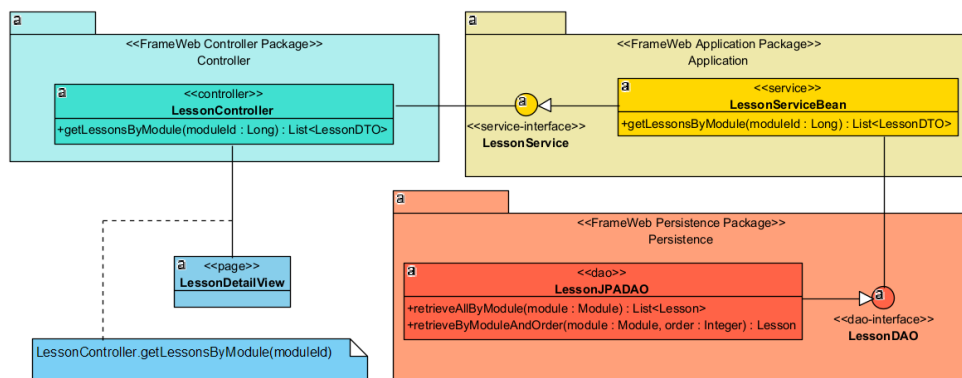 a
<<FrameWeb Controller Package>>
Controller
a
<<controller>>
LessonController
+getLessonsByModule(moduleId : Long) : List<LessonDTO>
a
<<FrameWeb Application Package>>
Application
a
<<service-interface>>
LessonService
a
<<service>>
LessonServiceBean
+getLessonsByModule(moduleId : Long) : List<LessonDTO>
a
<<FrameWeb Persistence Package>>
Persistence
a
<<dao>>
LessonJPADAO
+retrieveAllByModule(module : Module) : List<Lesson>
+retrieveByModuleAndOrder(module : Module, order : Integer) : Lesson
a
<<dao-interface>>
LessonDAO
a
<<page>>
LessonDetailView
LessonController.getLessonsByModule(moduleId)